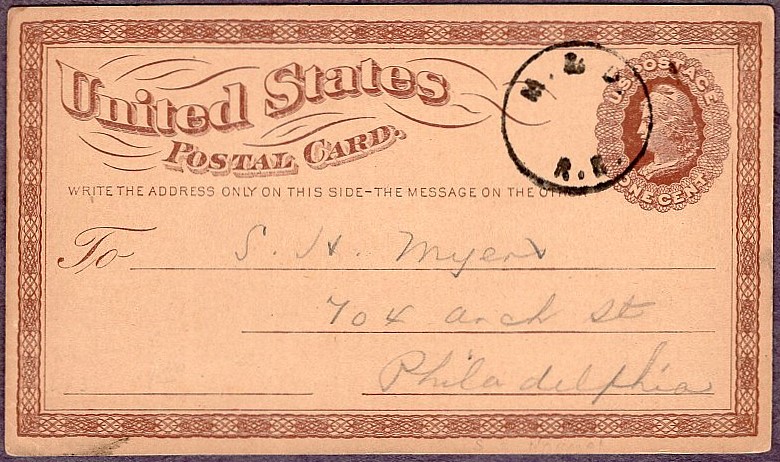 United States
POSTAL CARD.
M. & D
R. R.
U.S. POSTAGE
ONE CENT
WRITE THE ADDRESS ONLY ON THIS SIDE-THE MESSAGE ON THE OTHER
To S. H. Myers
704 arch St
Philadelphia